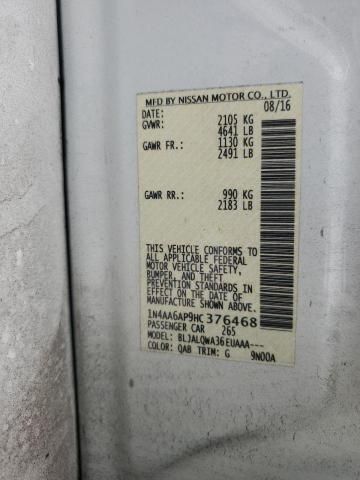 MFD BY NISSAN MOTOR CO., LTD.
DATE: 08/16
GVWR: 2105 KG
4641 LB
GAWR FR.: 1130 KG
2491 LB
GAWR RR.: 990 KG
2183 LB
THIS VEHICLE CONFORMS TO
ALL APPLICABLE FEDERAL
MOTOR VEHICLE SAFETY,
BUMPER, AND THEFT
PREVENTION STANDARDS IN
EFFECT ON THE DATE OF
MANUFACTURE SHOWN ABOVE.
1N4AA6AP9HC376468
PASSENGER CAR 265
MODEL: BLJALQWA36EUAAA---
COLOR: QAB TRIM: G 9N00A